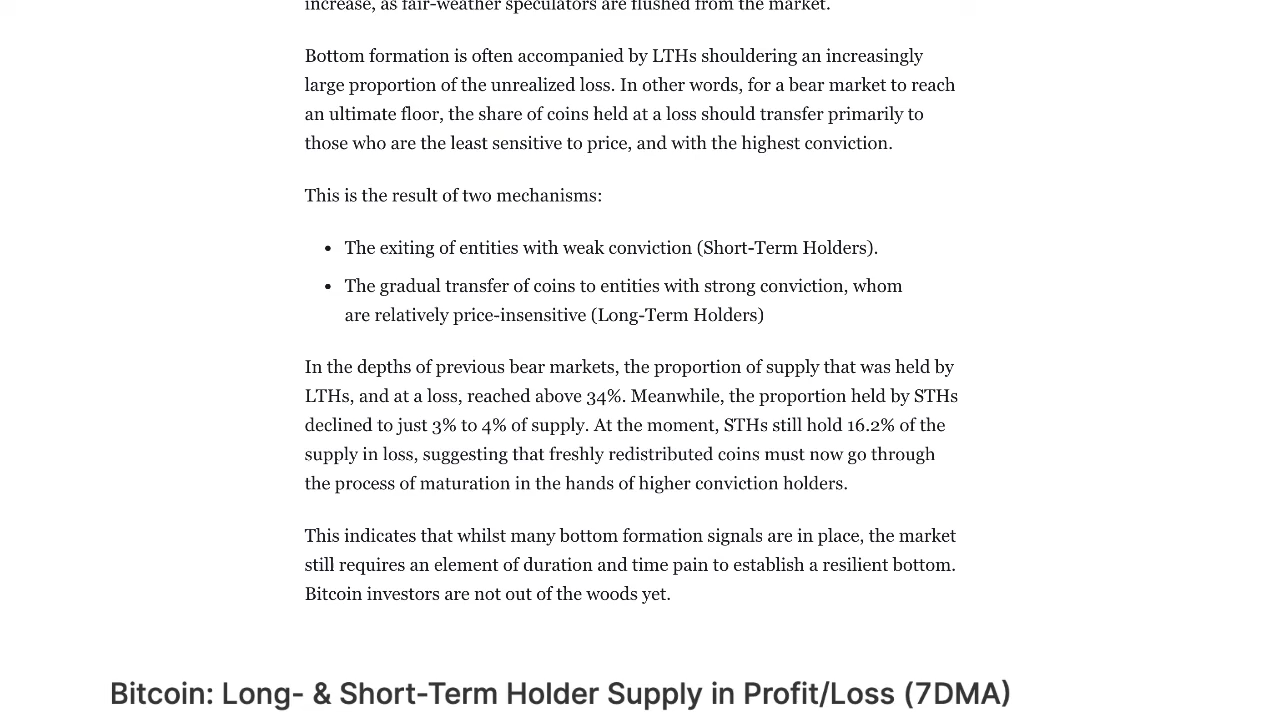 increase, as fair-weather speculators are flushed from the market.
Bottom formation is often accompanied by LTHs shouldering an increasingly
large proportion of the unrealized loss. In other words, for a bear market to reach
an ultimate floor, the share of coins held at a loss should transfer primarily to
those who are the least sensitive to price, and with the highest conviction.
This is the result of two mechanisms:
• The exiting of entities with weak conviction (Short-Term Holders).
• The gradual transfer of coins to entities with strong conviction, whom
are relatively price-insensitive (Long-Term Holders)
In the depths of previous bear markets, the proportion of supply that was held by
LTHs, and at a loss, reached above 34%. Meanwhile, the proportion held by STHs
declined to just 3% to 4% of supply. At the moment, STHs still hold 16.2% of the
supply in loss, suggesting that freshly redistributed coins must now go through
the process of maturation in the hands of higher conviction holders.
This indicates that whilst many bottom formation signals are in place, the market
still requires an element of duration and time pain to establish a resilient bottom.
Bitcoin investors are not out of the woods yet.
Bitcoin: Long- & Short-Term Holder Supply in Profit/Loss (7DMA)